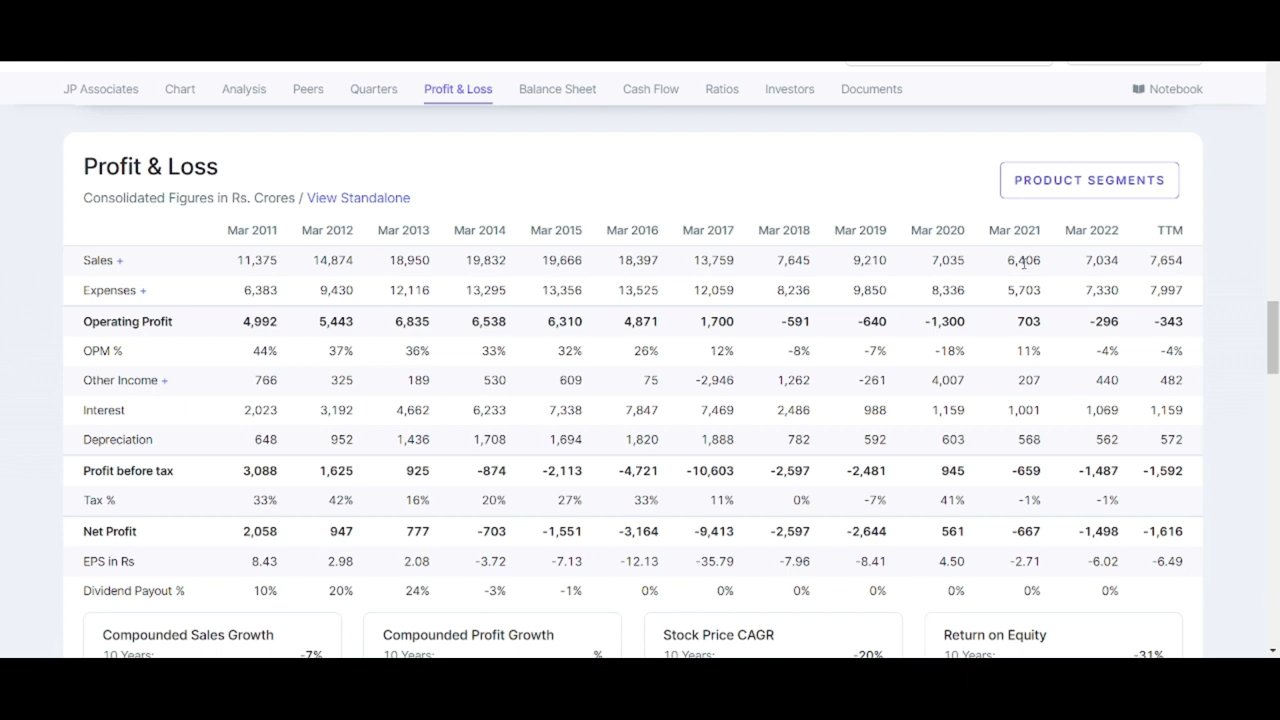 JP Associates Chart Analysis Peers Quarters Profit & Loss Balance Sheet Cash Flow Ratios Investors Documents Notebook
Profit & Loss
PRODUCT SEGMENTS
Consolidated Figures in Rs. Crores / View Standalone
Mar 2011 Mar 2012 Mar 2013 Mar 2014 Mar 2015 Mar 2016 Mar 2017 Mar 2018 Mar 2019 Mar 2020 Mar 2021 Mar 2022 TTM
Sales + 11,375 14,874 18,950 19,832 19,666 18,397 13,759 7,645 9,210 7,035 6,406 7,034 7,654
Expenses + 6,383 9,430 12,116 13,295 13,356 13,525 12,059 8,236 9,850 8,336 5,703 7,330 7,997
Operating Profit 4,992 5,443 6,835 6,538 6,310 4,871 1,700 -591 -640 -1,300 703 -296 -343
OPM % 44% 37% 36% 33% 32% 26% 12% -8% -7% -18% 11% -4% -4%
Other Income + 766 325 189 530 609 75 -2,946 1,262 -261 4,007 207 440 482
Interest 2,023 3,192 4,662 6,233 7,338 7,847 7,469 2,486 988 1,159 1,001 1,069 1,159
Depreciation 648 952 1,436 1,708 1,694 1,820 1,888 782 592 603 568 562 572
Profit before tax 3,088 1,625 925 -874 -2,113 -4,721 -10,603 -2,597 -2,481 945 -659 -1,487 -1,592
Tax % 33% 42% 16% 20% 27% 33% 11% 0% -7% 41% -1% -1%
Net Profit 2,058 947 777 -703 -1,551 -3,164 -9,413 -2,597 -2,644 561 -667 -1,498 -1,616
EPS in Rs 8.43 2.98 2.08 -3.72 -7.13 -12.13 -35.79 -7.96 -8.41 4.50 -2.71 -6.02 -6.49
Dividend Payout % 10% 20% 24% -3% -1% 0% 0% 0% 0% 0% 0% 0%
Compounded Sales Growth Compounded Profit Growth Stock Price CAGR Return on Equity
10 Years: -7% 10 Years: % 10 Years: -20% 10 Years: -31%